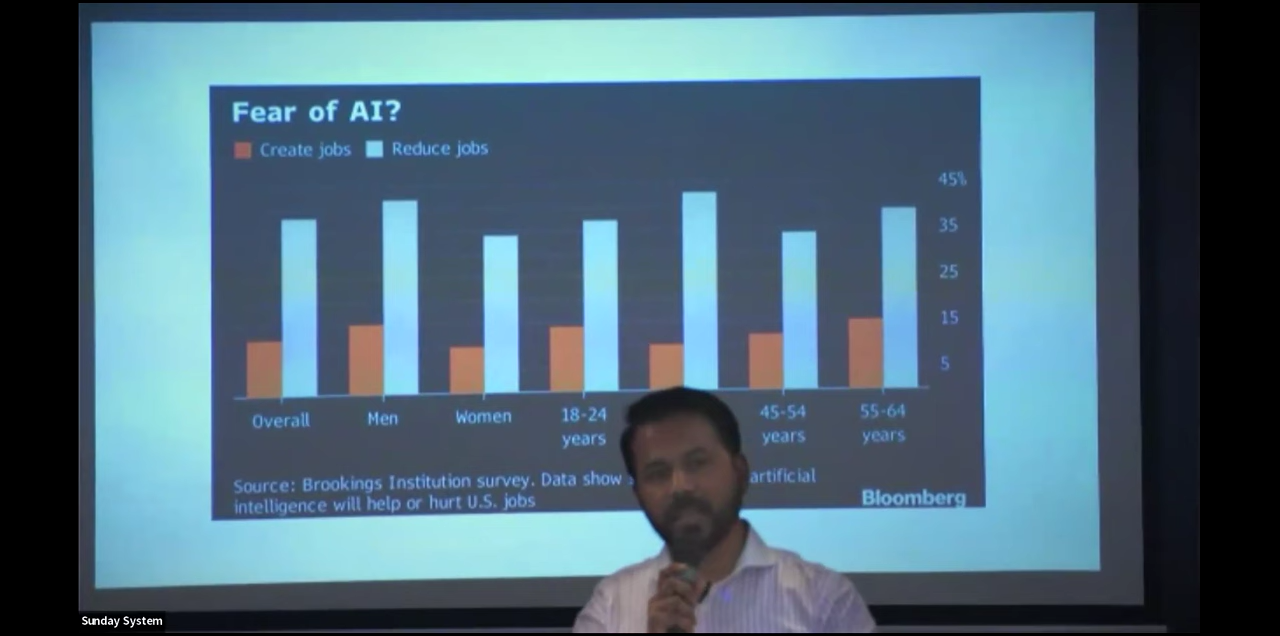 Fear of AI?
Create jobs Reduce jobs
45%
35
25
15
5
Overall Men Women 18-24 years 45-54 years 55-64 years
Source: Brookings Institution survey. Data show artificial
intelligence will help or hurt U.S. jobs
Bloomberg
Sunday System